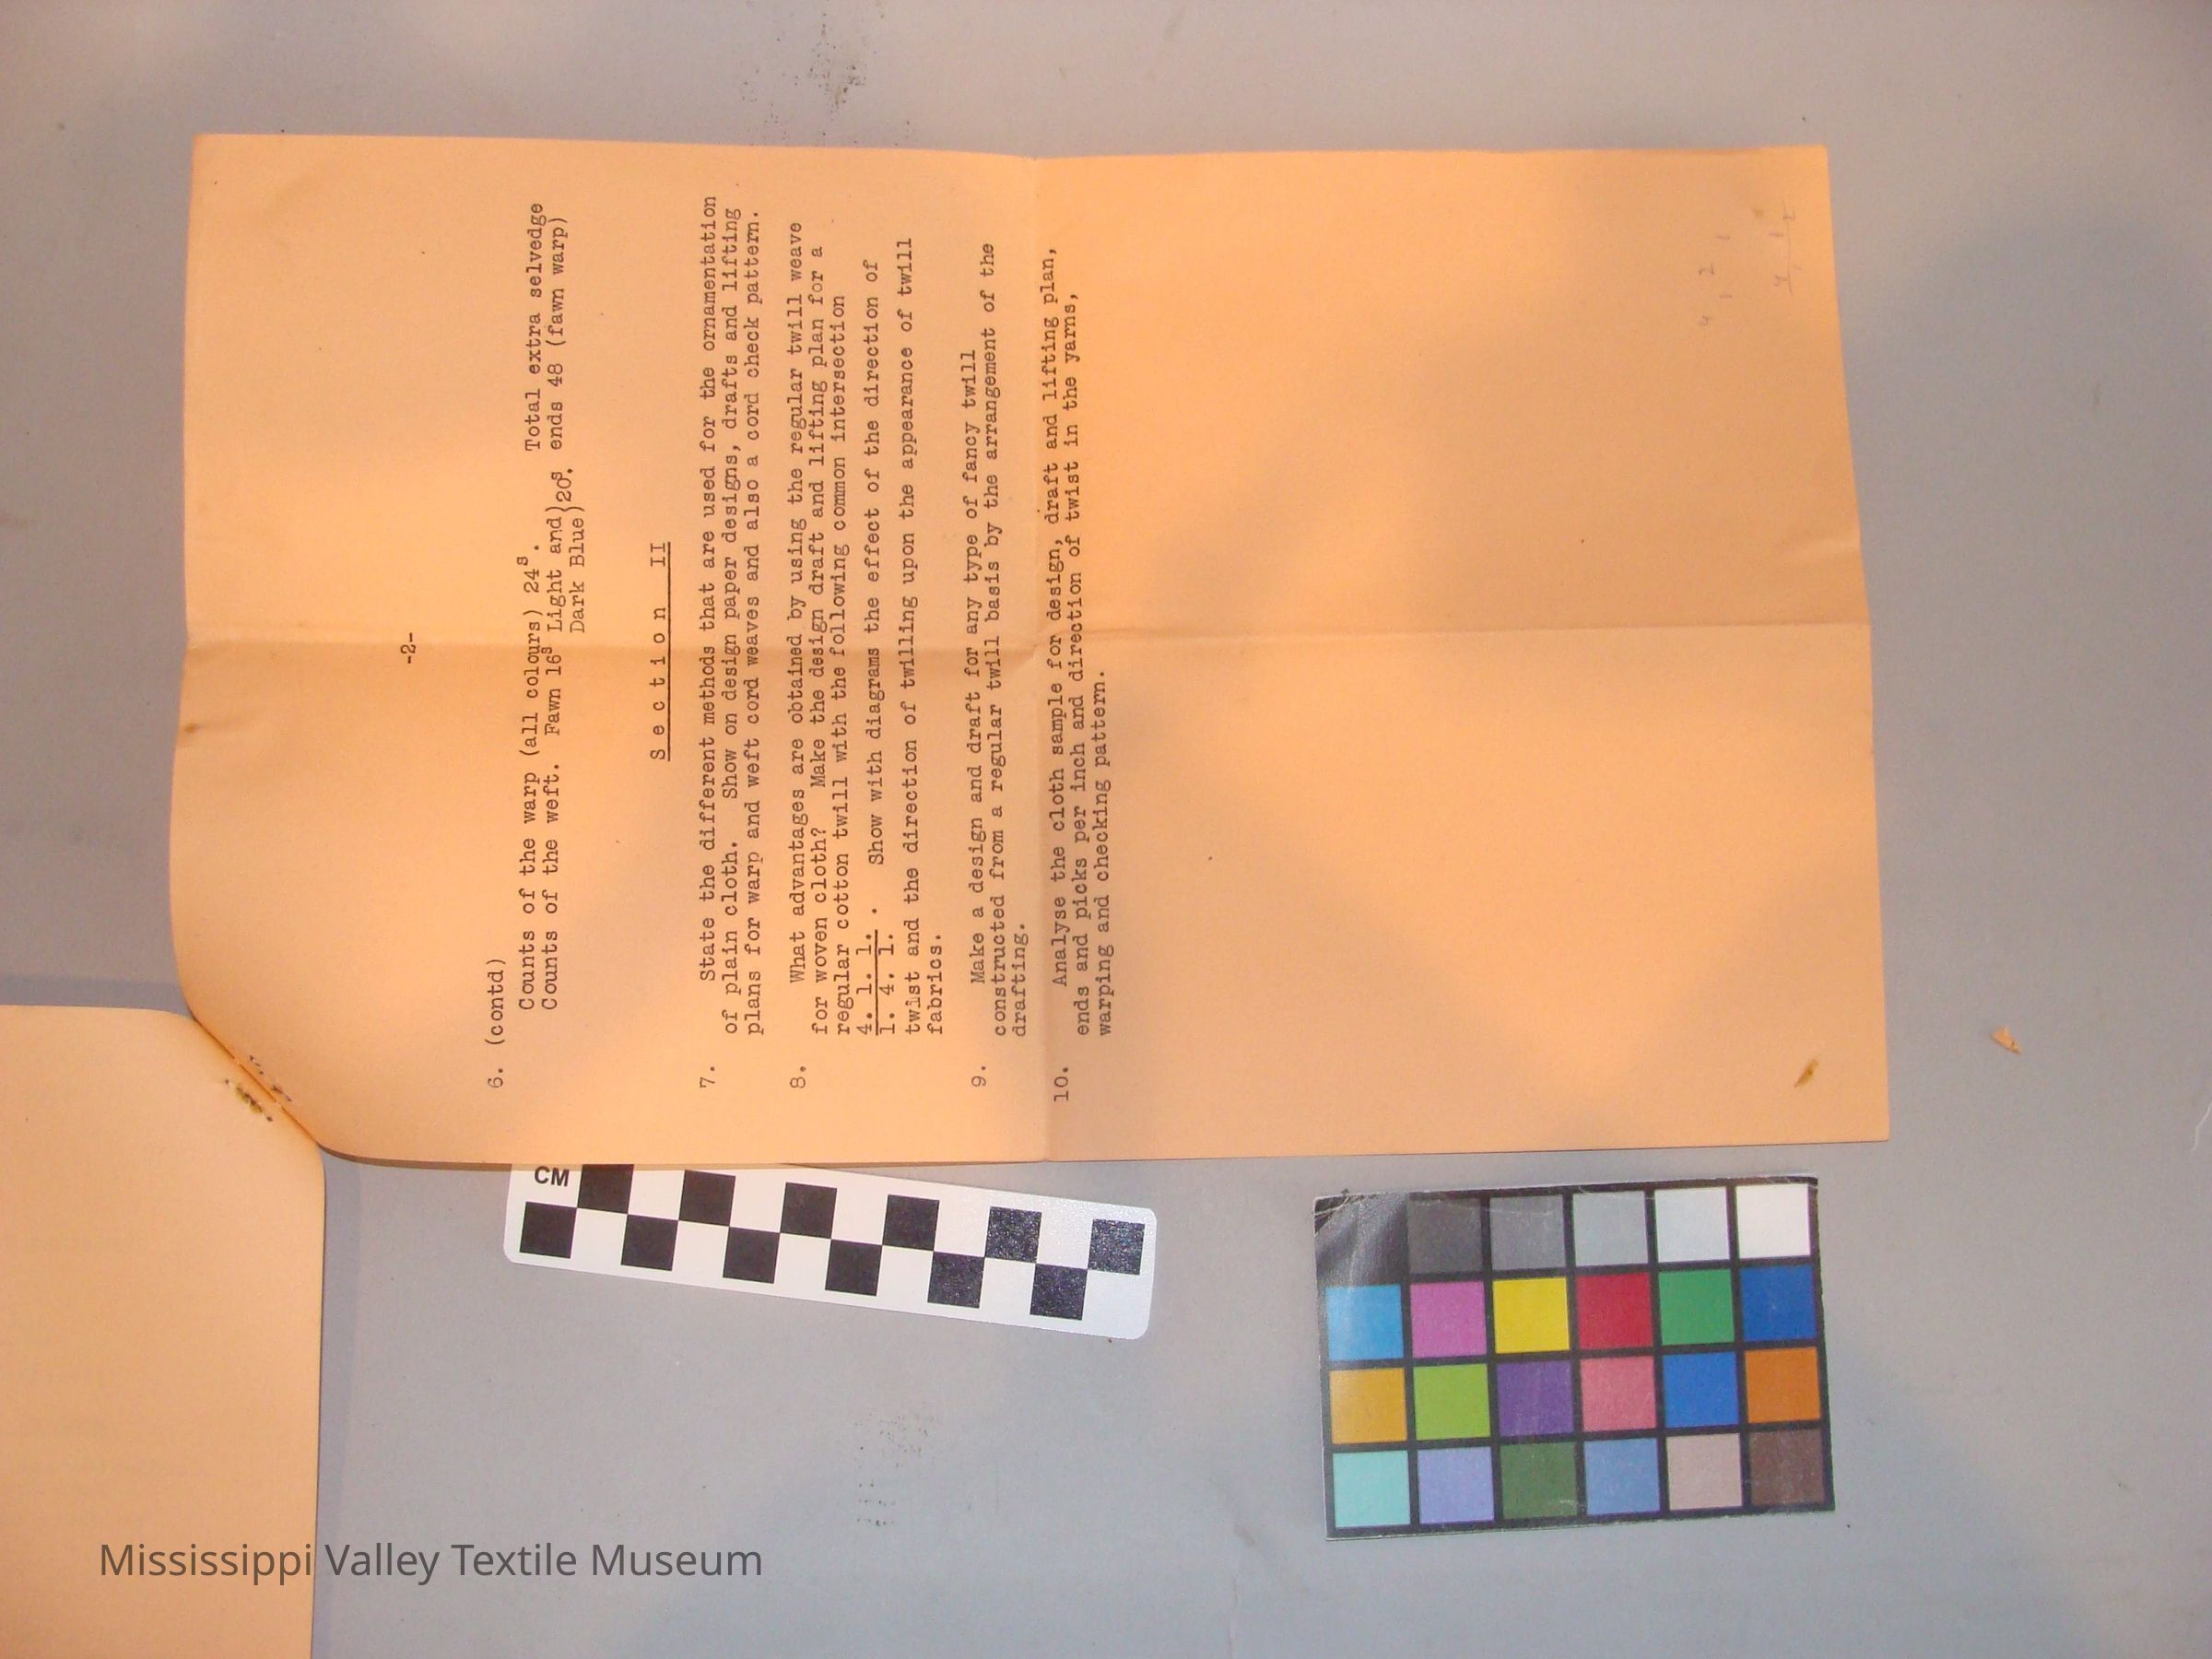 -2-
6. (contd)
Counts of the warp (all colours) 24s. Total extra selvedge
Counts of the weft. Fawn 16s Light and)20s. ends 48 (fawn warp)
Dark Blue)
Section II
7. State the different methods that are used for the ornamentation
of plain cloth. Show on design paper designs, drafts and lifting
plans for warp and weft cord weaves and also a cord check pattern.
8. What advantages are obtained by using the regular twill weave
for woven cloth? Make the design draft and lifting plan for a
regular cotton twill with the following common intersection
4. 1. 1. 1.
1. 4. 1. . Show with diagrams the effect of the direction of
twist and the direction of twilling upon the appearance of twill
fabrics.
9. Make a design and draft for any type of fancy twill
constructed from a regular twill basis by the arrangement of the
drafting.
10. Analyse the cloth sample for design, draft and lifting plan,
ends and picks per inch and direction of twist in the yarns,
warping and checking pattern.
CM
Mississippi Valley Textile Museum